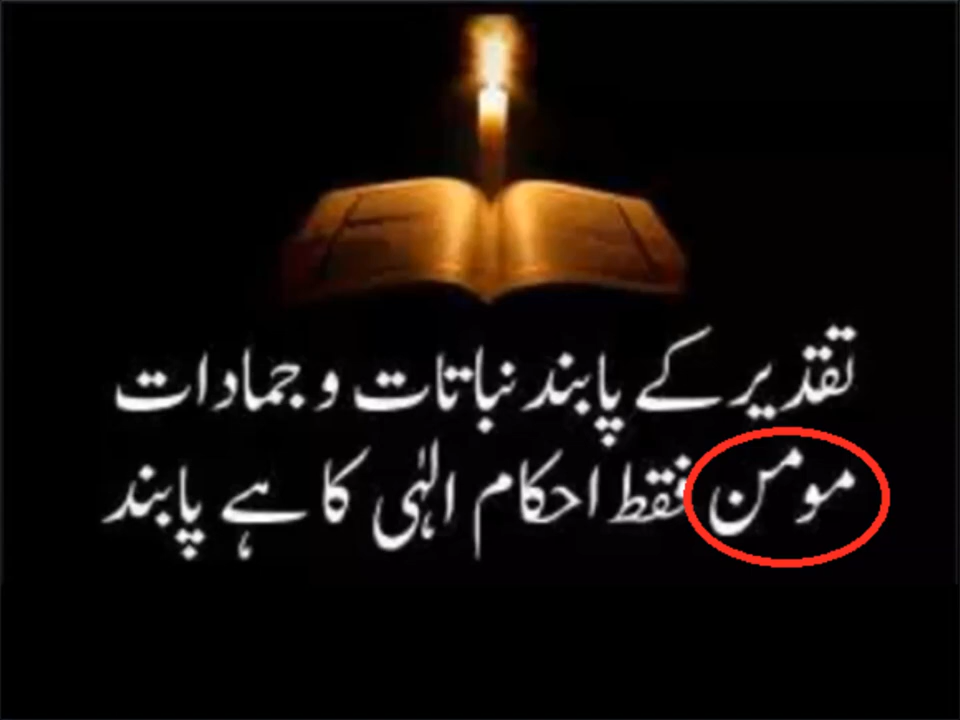 تقدیر کے پابند نباتات و جمادات
مومن فقط احکام الٰہی کا ہے پابند